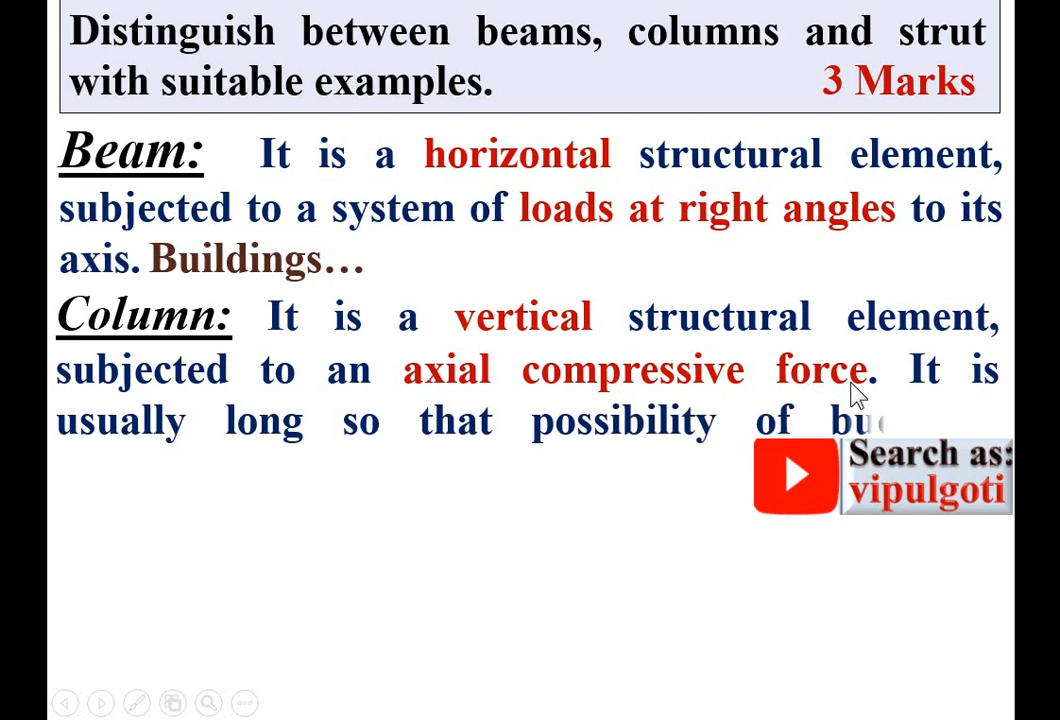 Distinguish between beams, columns and strut
with suitable examples. 3 Marks
Beam: It is a horizontal structural element,
subjected to a system of loads at right angles to its
axis. Buildings…
Column: It is a vertical structural element,
subjected to an axial compressive force. It is
usually long so that possibility of
Search as:
vipulgoti